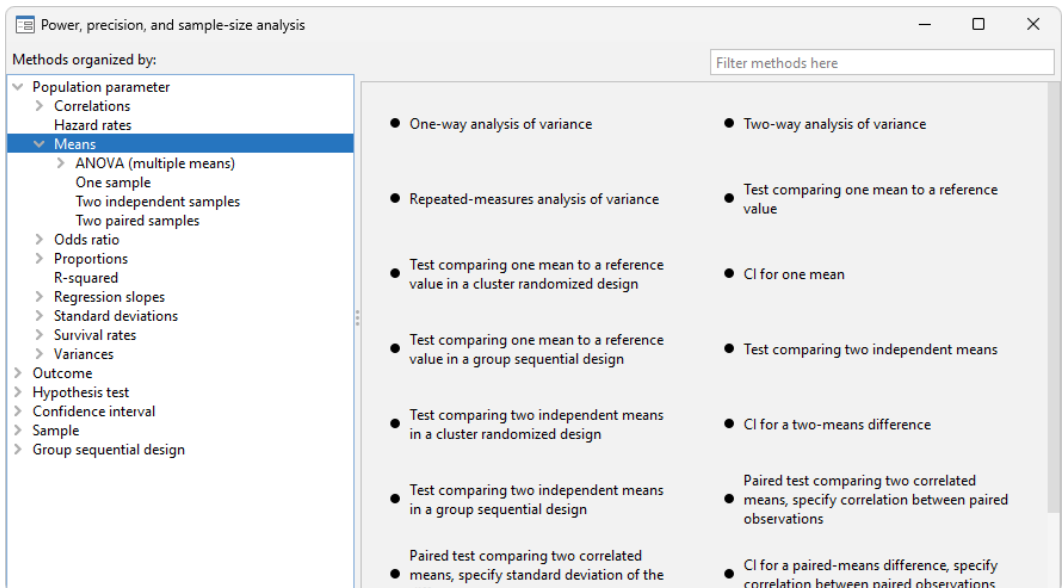 Power, precision, and sample-size analysis
Methods organized by:
Filter methods here
Population parameter
Correlations
Hazard rates
Means
ANOVA (multiple means)
One sample
Two independent samples
Two paired samples
Odds ratio
Proportions
R-squared
Regression slopes
Standard deviations
Survival rates
Variances
Outcome
Hypothesis test
Confidence interval
Sample
Group sequential design
One-way analysis of variance
Two-way analysis of variance
Repeated-measures analysis of variance
Test comparing one mean to a reference
value
Test comparing one mean to a reference
value in a cluster randomized design
CI for one mean
Test comparing one mean to a reference
value in a group sequential design
Test comparing two independent means
Test comparing two independent means
in a cluster randomized design
CI for a two-means difference
Test comparing two independent means
in a group sequential design
Paired test comparing two correlated
means, specify correlation between paired
observations
Paired test comparing two correlated
means, specify standard deviation of the
CI for a paired-means difference, specify
correlation between paired observations